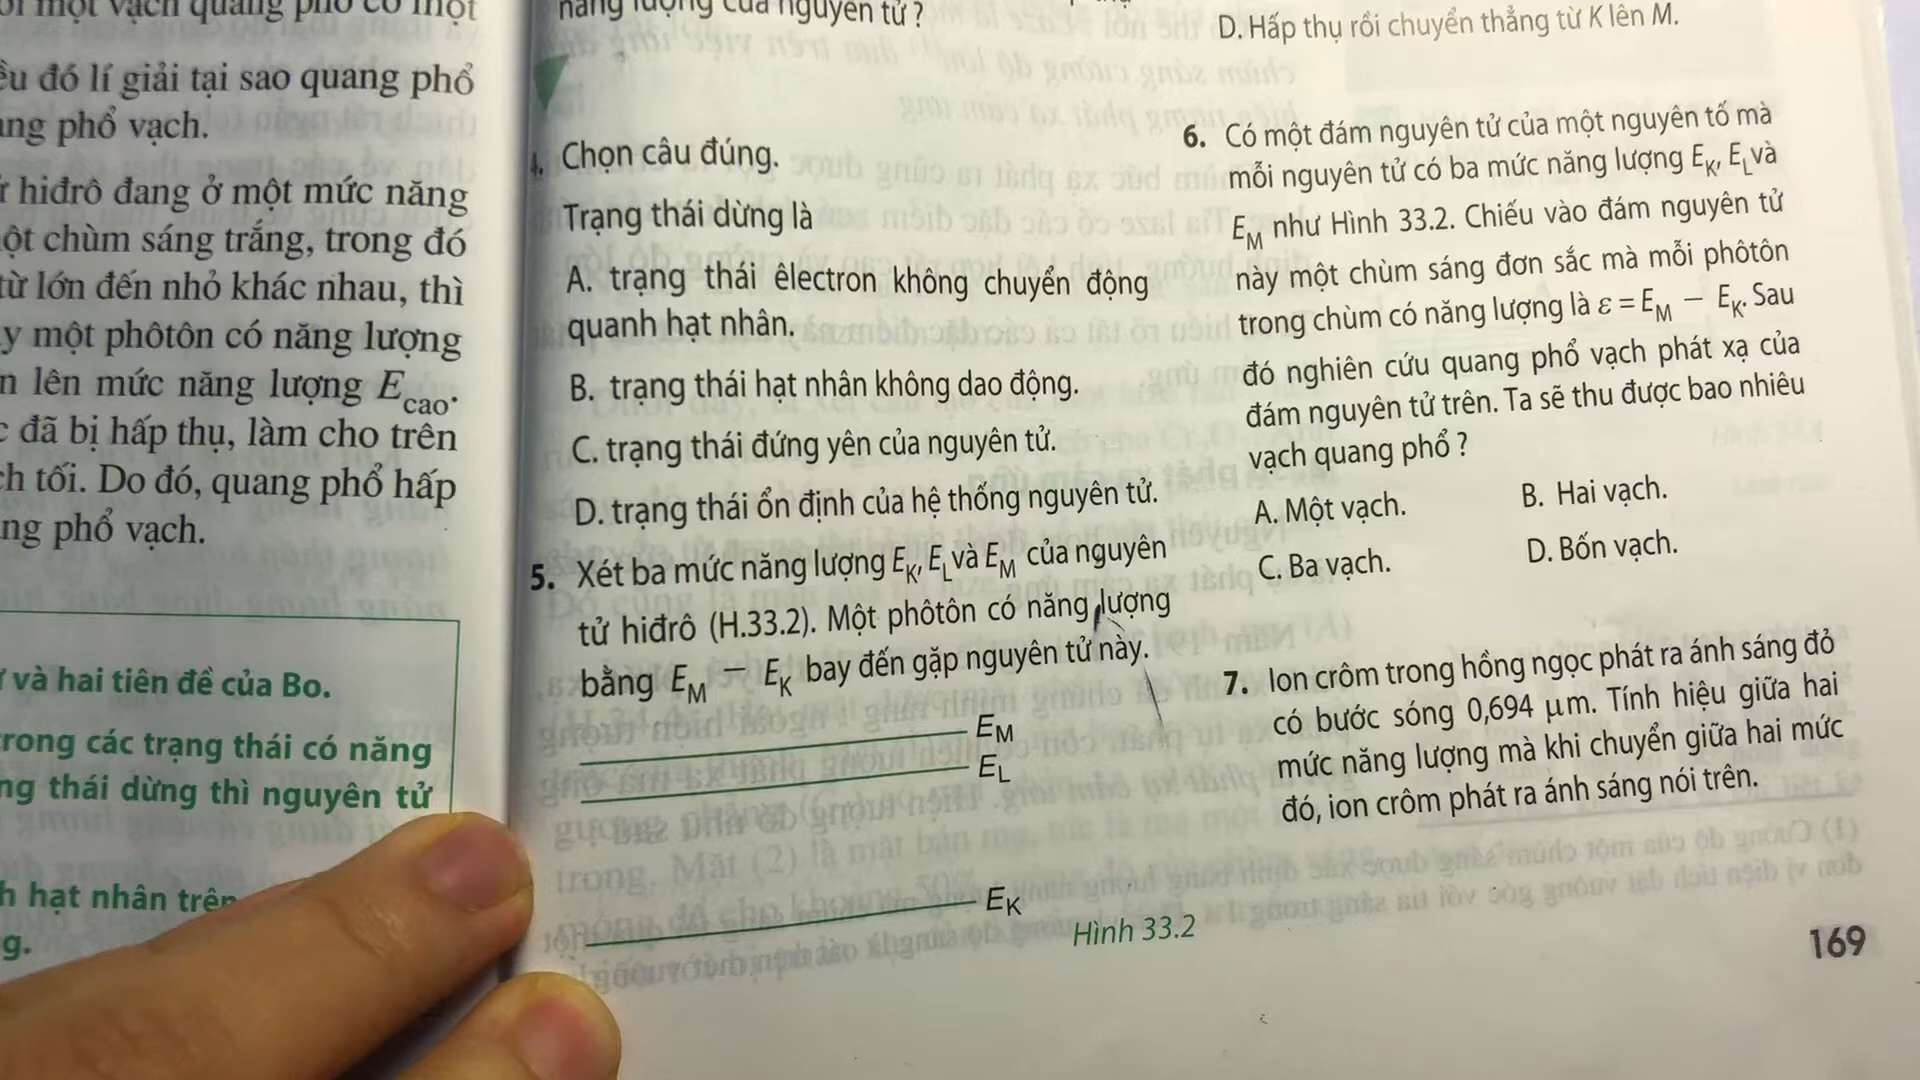 một vạch quang phổ có một
đó lí giải tại sao quang phổ
phổ vạch.
hiđrô đang ở một mức năng
chùm sáng trắng, trong đó
từ lớn đến nhỏ khác nhau, thì
một phôtôn có năng lượng
lên mức năng lượng E_cao.
đã bị hấp thụ, làm cho trên
tối. Do đó, quang phổ hấp
phổ vạch.
và hai tiên đề của Bo.
trong các trạng thái có năng
thái dừng thì nguyên tử
hạt nhân trên
năng lượng của nguyên tử ?
4. Chọn câu đúng.
Trạng thái dừng là
A. trạng thái êlectron không chuyển động
quanh hạt nhân.
B. trạng thái hạt nhân không dao động.
C. trạng thái đứng yên của nguyên tử.
D. trạng thái ổn định của hệ thống nguyên tử.
5. Xét ba mức năng lượng E_K, E_L và E_M của nguyên
tử hiđrô (H.33.2). Một phôtôn có năng lượng
bằng E_M − E_K bay đến gặp nguyên tử này.
E_M
E_L
E_K
Hình 33.2
D. Hấp thụ rồi chuyển thẳng từ K lên M.
6. Có một đám nguyên tử của một nguyên tố mà
mỗi nguyên tử có ba mức năng lượng E_K, E_L và
E_M như Hình 33.2. Chiếu vào đám nguyên tử
này một chùm sáng đơn sắc mà mỗi phôtôn
trong chùm có năng lượng là ε = E_M − E_K. Sau
đó nghiên cứu quang phổ vạch phát xạ của
đám nguyên tử trên. Ta sẽ thu được bao nhiêu
vạch quang phổ ?
A. Một vạch. B. Hai vạch.
C. Ba vạch. D. Bốn vạch.
7. Ion crôm trong hồng ngọc phát ra ánh sáng đỏ
có bước sóng 0,694 μm. Tính hiệu giữa hai
mức năng lượng mà khi chuyển giữa hai mức
đó, ion crôm phát ra ánh sáng nói trên.
169